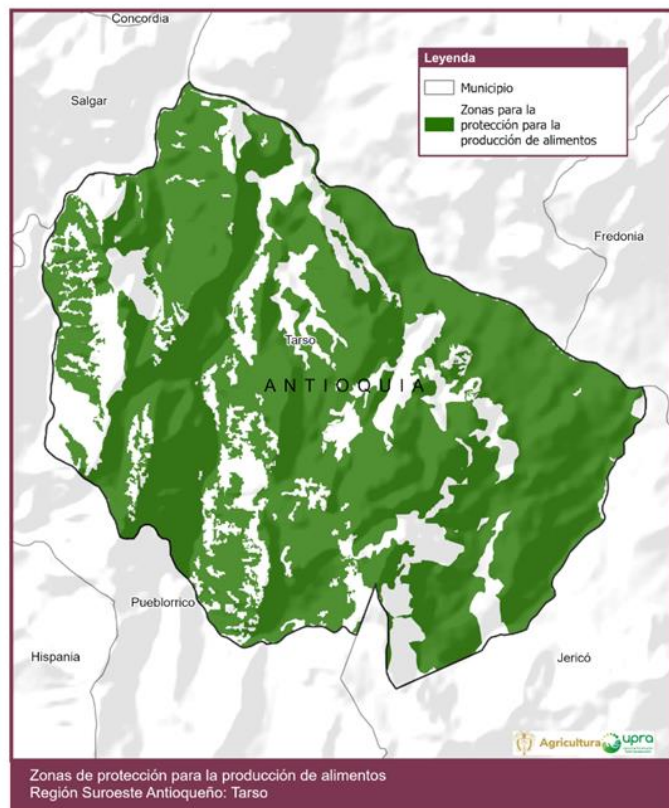 Concordia
Salgar
Leyenda
Municipio
Zonas para la
protección para la
producción de alimentos
Fredonia
Tarso
ANTIOQUIA
Pueblorrico
Hispania
Jericó
Agricultura
upra
Zonas de protección para la producción de alimentos
Región Suroeste Antioqueño: Tarso